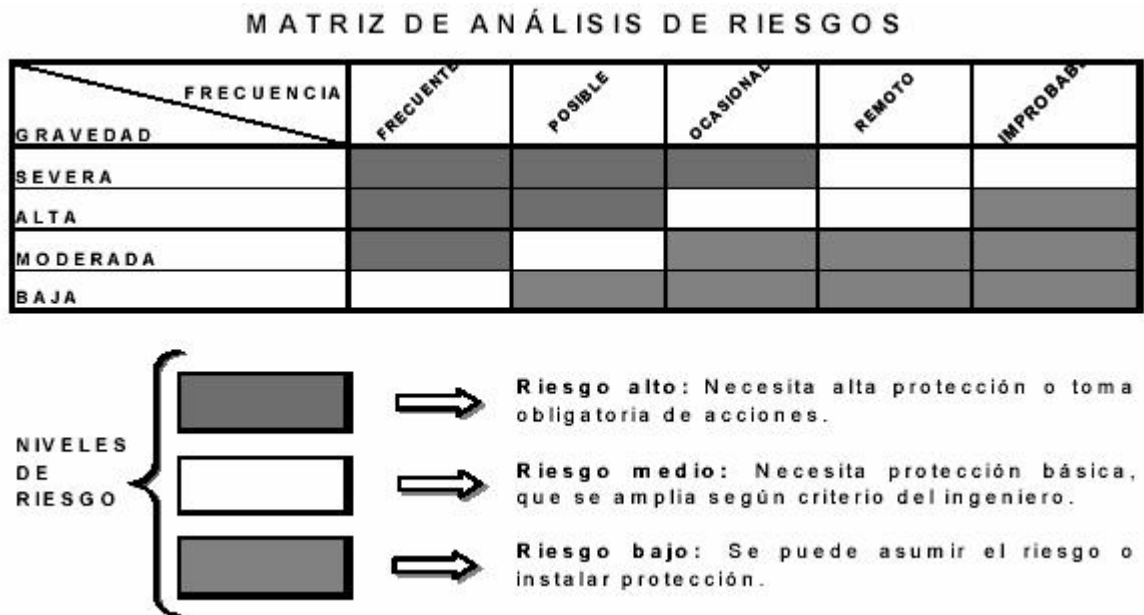 MATRIZ DE ANÁLISIS DE RIESGOS
FRECUENCIA
GRAVEDAD
FRECUENTE
POSIBLE
OCASIONAL
REMOTO
IMPROBABL
SEVERA
ALTA
MODERADA
BAJA
NIVELES
DE
RIESGO
Riesgo alto: Necesita alta protección o toma
obligatoria de acciones.
Riesgo medio: Necesita protección básica,
que se amplia según criterio del ingeniero.
Riesgo bajo: Se puede asumir el riesgo o
instalar protección.